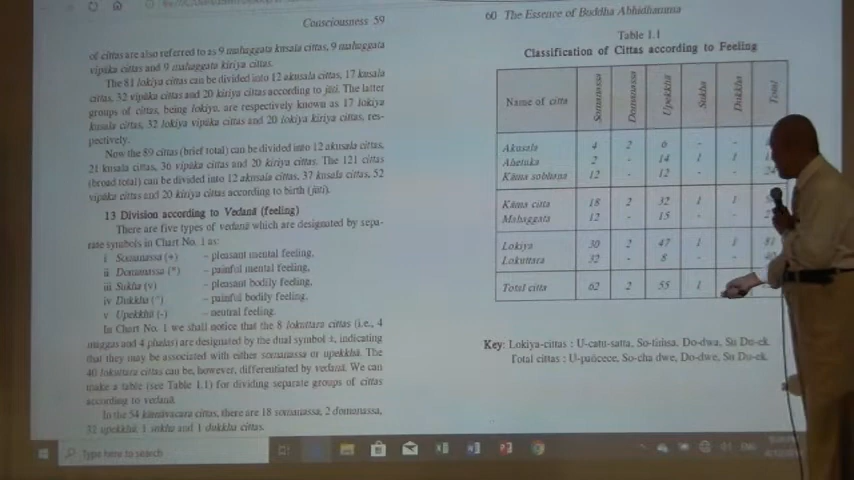 Consciousness 59
of cittas are also referred to as 9 mahaggata kusala cittas, 9 mahaggata
vipāka cittas and 9 mahaggata kiriya cittas.
The 81 lokiya cittas can be divided into 12 akusala cittas, 17 kusala
cittas, 32 vipāka cittas and 20 kiriya cittas according to jāti. The latter
groups of cittas, being lokiya, are respectively known as 17 lokiya
kusala cittas, 32 lokiya vipāka cittas and 20 lokiya kiriya cittas, res-
pectively.
Now the 89 cittas (brief total) can be divided into 12 akusala cittas,
21 kusala cittas, 36 vipāka cittas and 20 kiriya cittas. The 121 cittas
(broad total) can be divided into 12 akusala cittas, 37 kusala cittas, 52
vipāka cittas and 20 kiriya cittas according to birth (jāti).
13 Division according to Vedanā (feeling)
There are five types of vedanā which are designated by sepa-
rate symbols in Chart No. 1 as:
i Somanassa (+) – pleasant mental feeling,
ii Domanassa (*) – painful mental feeling,
iii Sukha (v) – pleasant bodily feeling,
iv Dukkha (^) – painful bodily feeling,
v Upekkhā (-) – neutral feeling.
In Chart No. 1 we shall notice that the 8 lokuttara cittas (i.e., 4
maggas and 4 phalas) are designated by the dual symbol ±, indicating
that they may be associated with either somanassa or upekkhā. The
40 lokuttara cittas can be, however, differentiated by vedanā. We can
make a table (see Table 1.1) for dividing separate groups of cittas
according to vedanā.
In the 54 kāmāvacara cittas, there are 18 somanassa, 2 domanassa,
32 upekkhā, 1 sukha and 1 dukkha cittas.
60 The Essence of Buddha Abhidhamma
Table 1.1
Classification of Cittas according to Feeling
Name of citta Somanassa Domanassa Upekkhā Sukha Dukkha Total
Akusala 4 2 6 - -
Ahetuka 2 - 14 1 1
Kāma sobhana 12 - 12 - -
Kāma citta 18 2 32 1 1
Mahaggata 12 - 15 - -
Lokiya 30 2 47 1 1 81
Lokuttara 32 - 8 - -
Total citta 62 2 55 1
Key: Lokiya-cittas : U-catu-satta, So-tiṁsa, Do-dwa, Su Du-ek.
Total cittas : U-pañcece, So-cha dwe, Do-dwe, Su Du-ek.
Type here to search
ENG